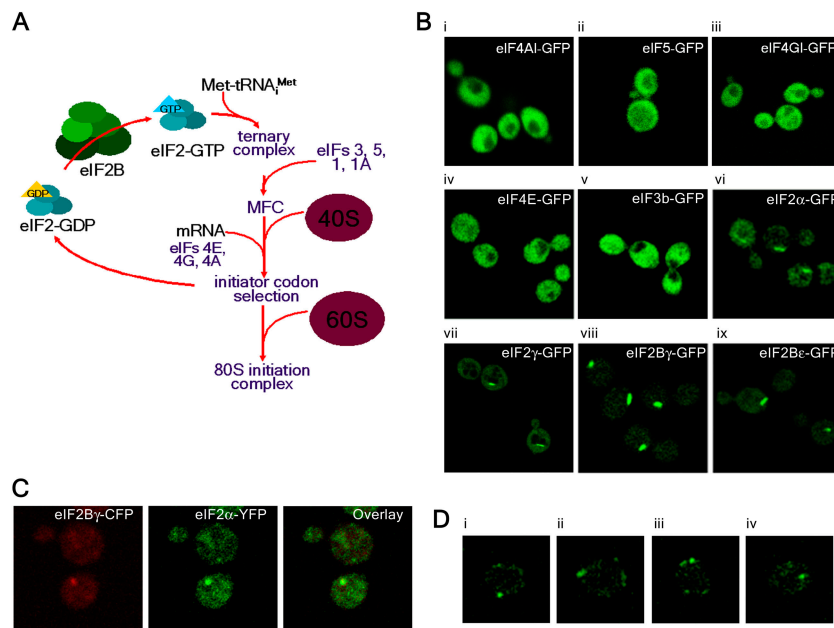 A
GTP
Met-tRNAiMet
eIF2B
eIF2-GTP
ternary
complex
eIFs 3, 5,
1, 1A
GDP
eIF2-GDP
MFC
40S
mRNA
eIFs 4E,
4G, 4A
initiator codon
selection
60S
80S initiation
complex
B
i
eIF4AI-GFP
ii
eIF5-GFP
iii
eIF4GI-GFP
iv
eIF4E-GFP
v
eIF3b-GFP
vi
eIF2α-GFP
vii
eIF2γ-GFP
viii
eIF2Bγ-GFP
ix
eIF2Bε-GFP
C
eIF2Bγ-CFP
eIF2α-YFP
Overlay
D
i
ii
iii
iv